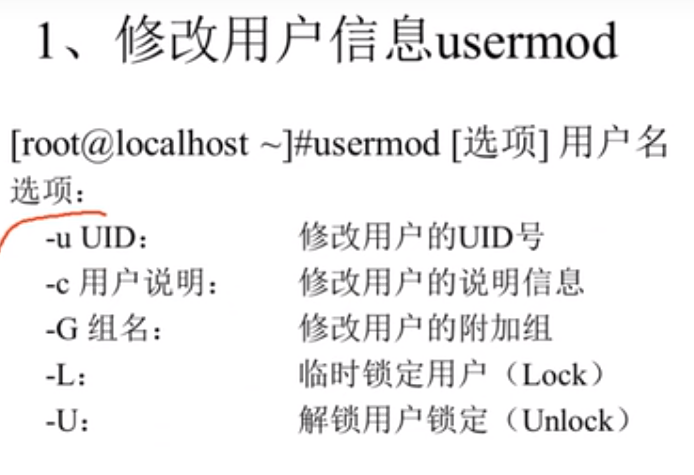 1、修改用户信息usermod
[root@localhost ~]#usermod [选项] 用户名
选项：
-u UID： 修改用户的UID号
-c 用户说明： 修改用户的说明信息
-G 组名： 修改用户的附加组
-L： 临时锁定用户（Lock）
-U： 解锁用户锁定（Unlock）